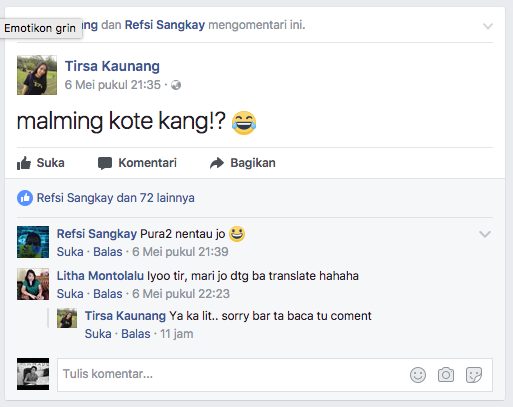 Emotikon grin
ang dan Refsi Sangkay mengomentari ini.
Tirsa Kaunang
6 Mei pukul 21:35 ·
malming kote kang!? 😂
Suka Komentari Bagikan
Refsi Sangkay dan 72 lainnya
Refsi Sangkay Pura2 nentau jo 😀
Suka · Balas · 6 Mei pukul 21:39
Litha Montolalu Iyoo tir, mari jo dtg ba translate hahaha
Suka · Balas · 6 Mei pukul 22:23
Tirsa Kaunang Ya ka lit.. sorry bar ta baca tu coment
Suka · Balas · 11 jam
Tulis komentar...